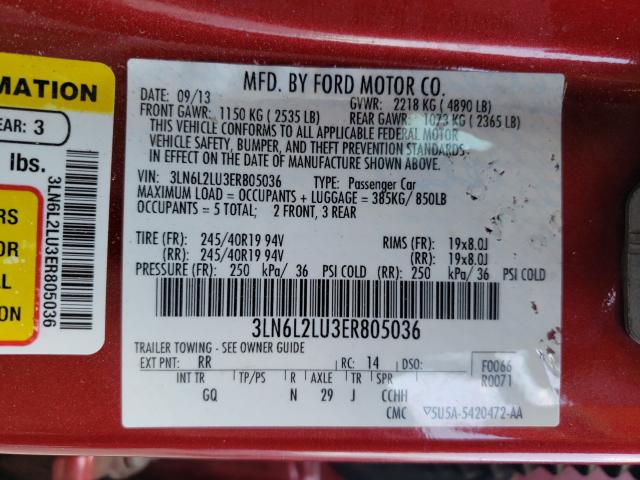 RMATION
EAR: 3
lbs.
RS
OR
AL
ION
3LN6L2LU3ER805036
MFD. BY FORD MOTOR CO.
DATE: 09/13 GVWR: 2218 KG ( 4890 LB)
FRONT GAWR: 1150 KG ( 2535 LB) REAR GAWR: 1073 KG ( 2365 LB)
THIS VEHICLE CONFORMS TO ALL APPLICABLE FEDERAL MOTOR
VEHICLE SAFETY, BUMPER, AND THEFT PREVENTION STANDARDS
IN EFFECT ON THE DATE OF MANUFACTURE SHOWN ABOVE.
VIN: 3LN6L2LU3ER805036 TYPE: Passenger Car
MAXIMUM LOAD = OCCUPANTS + LUGGAGE = 385KG/ 850LB
OCCUPANTS = 5 TOTAL; 2 FRONT, 3 REAR
TIRE (FR): 245/40R19 94V RIMS (FR): 19x8.0J
(RR): 245/40R19 94V (RR): 19x8.0J
PRESSURE (FR): 250 kPa/ 36 PSI COLD (RR): 250 kPa/ 36 PSI COLD
3LN6L2LU3ER805036
TRAILER TOWING - SEE OWNER GUIDE
EXT PNT: RR RC: 14 DSO: F0066
R0071
INT TR TP/PS R AXLE TR SPR
GQ N 29 J CCHH
CMC 5U5A-5420472-AA